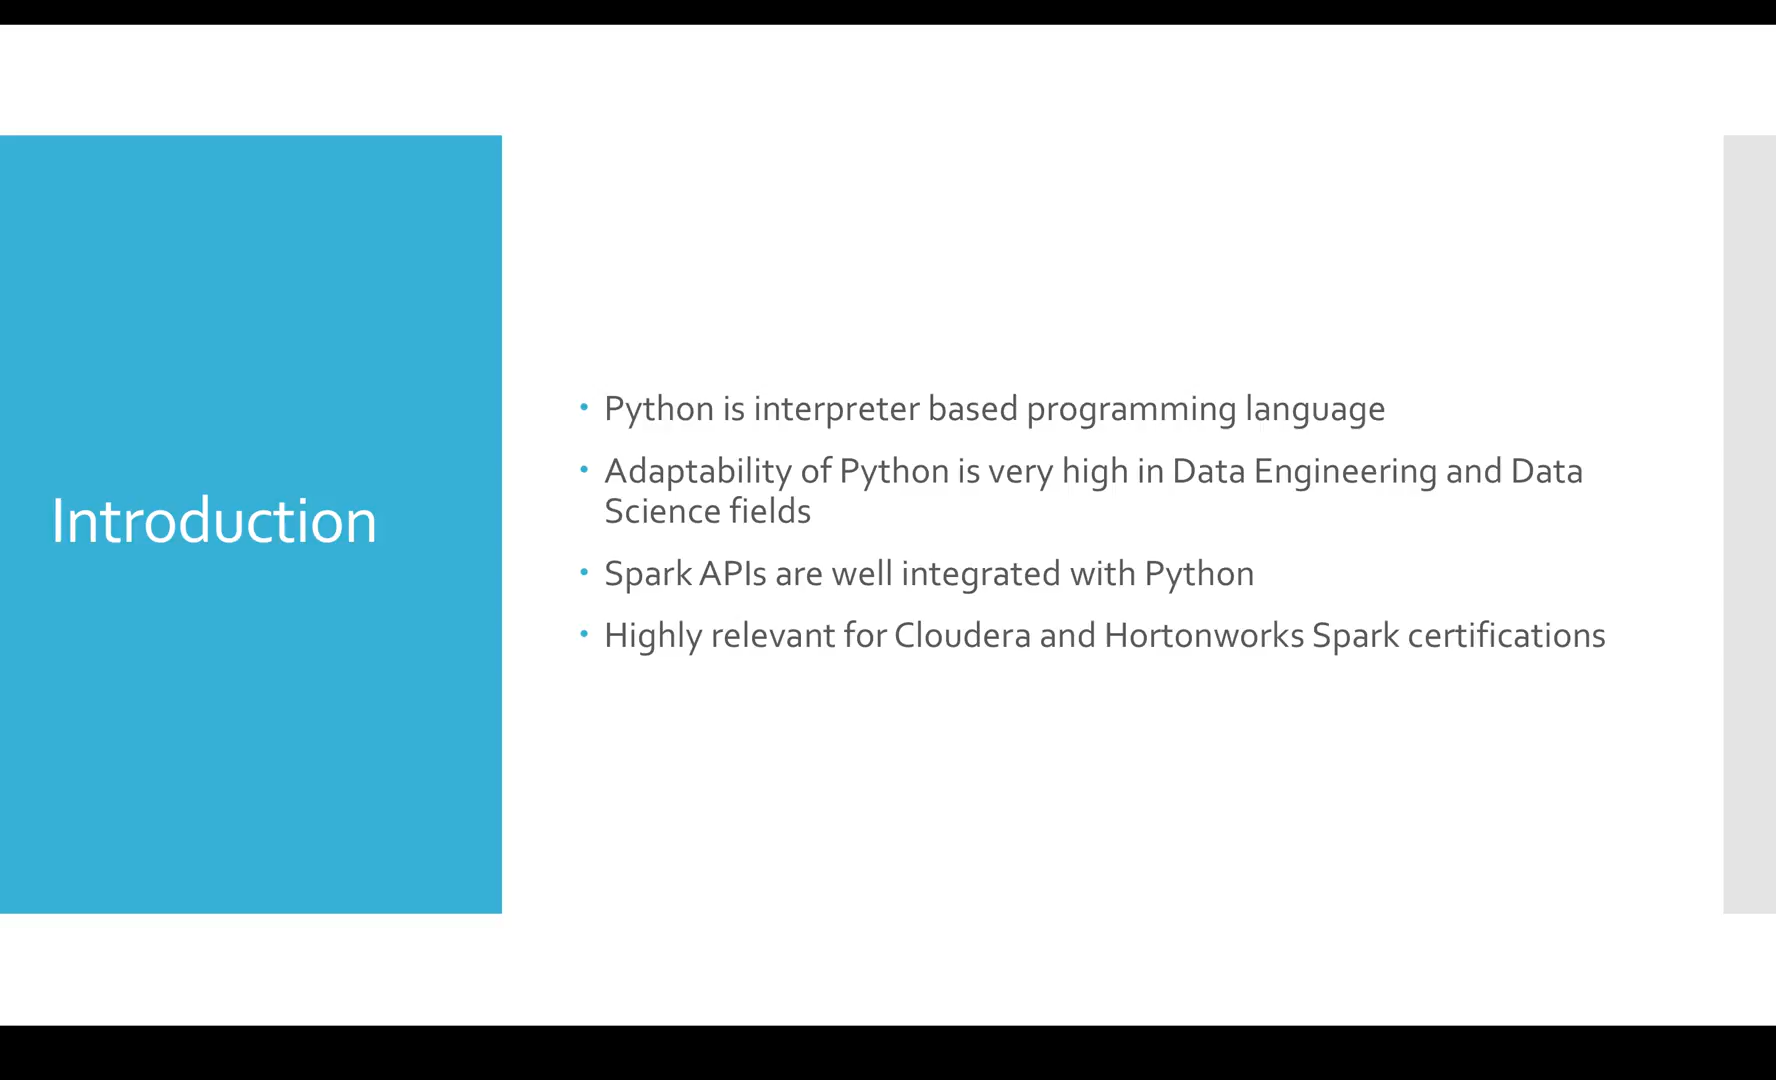 Introduction
• Python is interpreter based programming language
• Adaptability of Python is very high in Data Engineering and Data
Science fields
• Spark APIs are well integrated with Python
• Highly relevant for Cloudera and Hortonworks Spark certifications